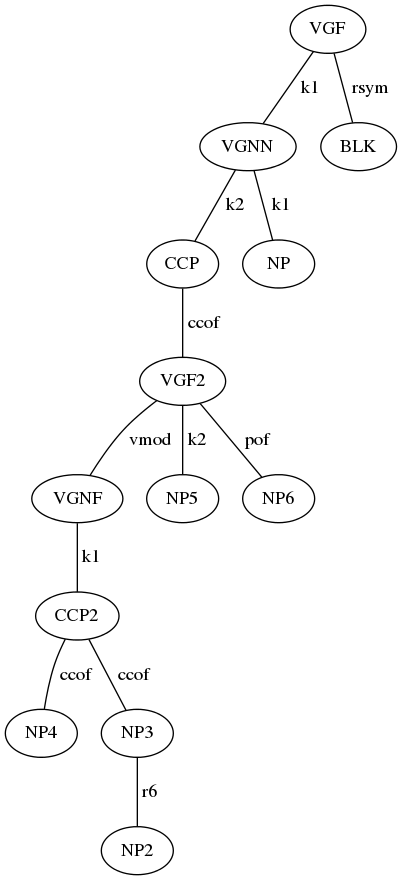 VGF
k1 rsym
VGNN BLK
k2 k1
CCP NP
ccof
VGF2
vmod k2 pof
VGNF NP5 NP6
k1
CCP2
ccof ccof
NP4 NP3
r6
NP2